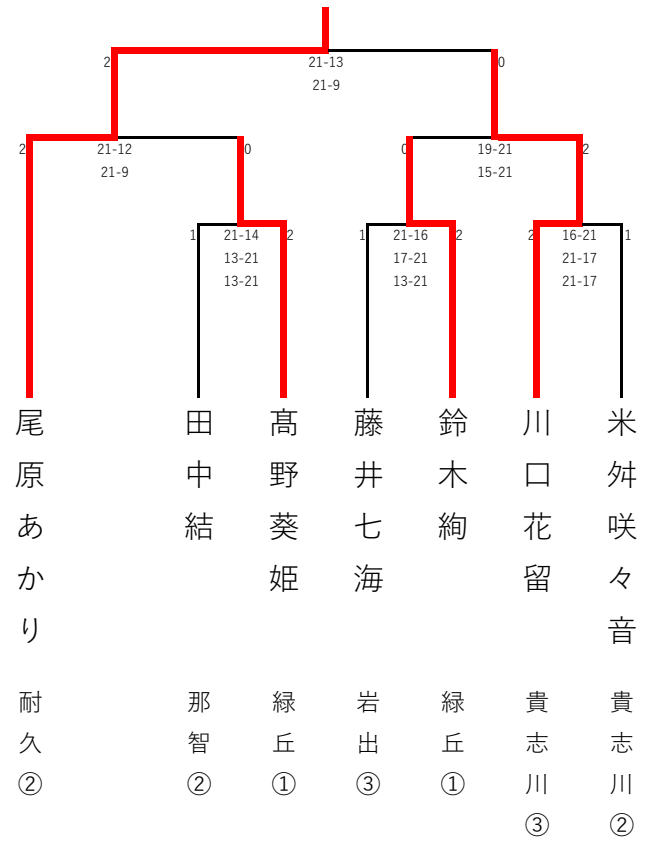 2
21-13
0
21-9
2
21-12
0
0
19-21
2
21-9
15-21
1
21-14
2
1
21-16
2
2
16-21
1
13-21
17-21
21-17
13-21
13-21
21-17
尾原あかり
田中結
髙野葵姫
藤井七海
鈴木絢
川口花留
米舛咲々音
耐久②
那智②
緑丘①
岩出③
緑丘①
貴志川③
貴志川②